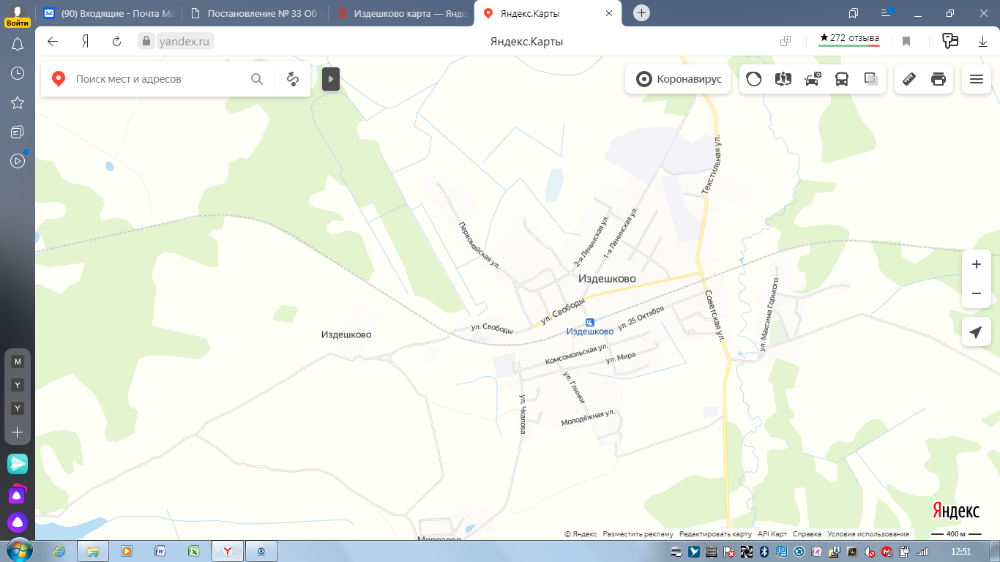 (90) Входящие - Почта Ma
Постановление № 33 Об
Издешково карта — Янде
Яндекс.Карты
Войти
Я
yandex.ru
Яндекс.Карты
★272 отзыва
Поиск мест и адресов
Коронавирус
Текстильная ул.
Первомайская ул.
2-я Ленинская ул.
1-я Ленинская ул.
Издешково
ул. Свободы
ул. Свободы
ул. 25 Октября
Издешково
Издешково
Советская ул.
ул. Максима Горького
Комсомольская ул.
ул. Мира
ул. Глинки
ул. Чкалова
Молодёжная ул.
Морозово
M
Y
Y
Яндекс
© Яндекс Разместить рекламу Редактировать карту API Карт Справка Условия использования 400 м
12:51